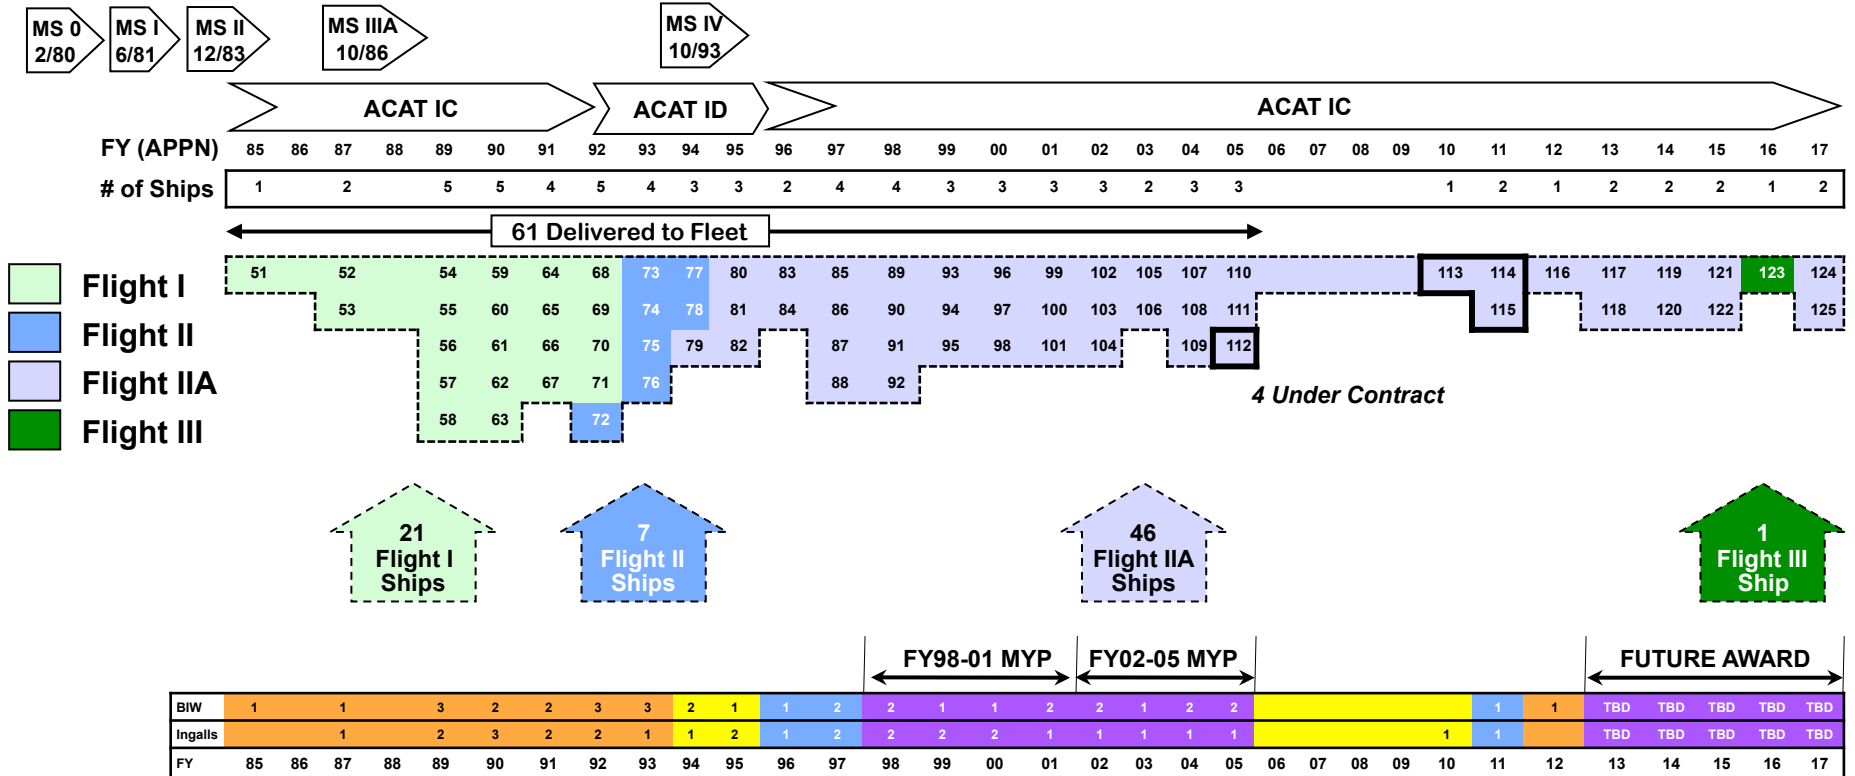 MS 0 MS I MS II MS IIIA MS IV
2/80 6/81 12/83 10/86 10/93
ACAT IC ACAT ID ACAT IC
FY (APPN) 85 86 87 88 89 90 91 92 93 94 95 96 97 98 99 00 01 02 03 04 05 06 07 08 09 10 11 12 13 14 15 16 17
# of Ships 1 2 5 5 4 5 4 3 3 2 4 4 3 3 3 3 2 3 3 1 2 1 2 2 2 1 2
61 Delivered to Fleet
51 52 54 59 64 68 73 77 80 83 85 89 93 96 99 102 105 107 110 113 114 116 117 119 121 123 124
Flight I
53 55 60 65 69 74 78 81 84 86 90 94 97 100 103 106 108 111 115 118 120 122 125
Flight II
56 61 66 70 75 79 82 87 91 95 98 101 104 109 112
Flight IIA
57 62 67 71 76 88 92
4 Under Contract
Flight III
58 63 72
21
Flight I
Ships
7
Flight II
Ships
46
Flight IIA
Ships
1
Flight III
Ship
FY98-01 MYP FY02-05 MYP FUTURE AWARD
BIW 1 1 3 2 2 3 3 2 1 1 2 2 1 1 2 2 1 2 2 1 1 TBD TBD TBD TBD TBD
Ingalls 1 2 3 2 2 1 1 2 1 2 2 2 2 1 1 1 1 1 1 1 TBD TBD TBD TBD TBD
FY 85 86 87 88 89 90 91 92 93 94 95 96 97 98 99 00 01 02 03 04 05 06 07 08 09 10 11 12 13 14 15 16 17